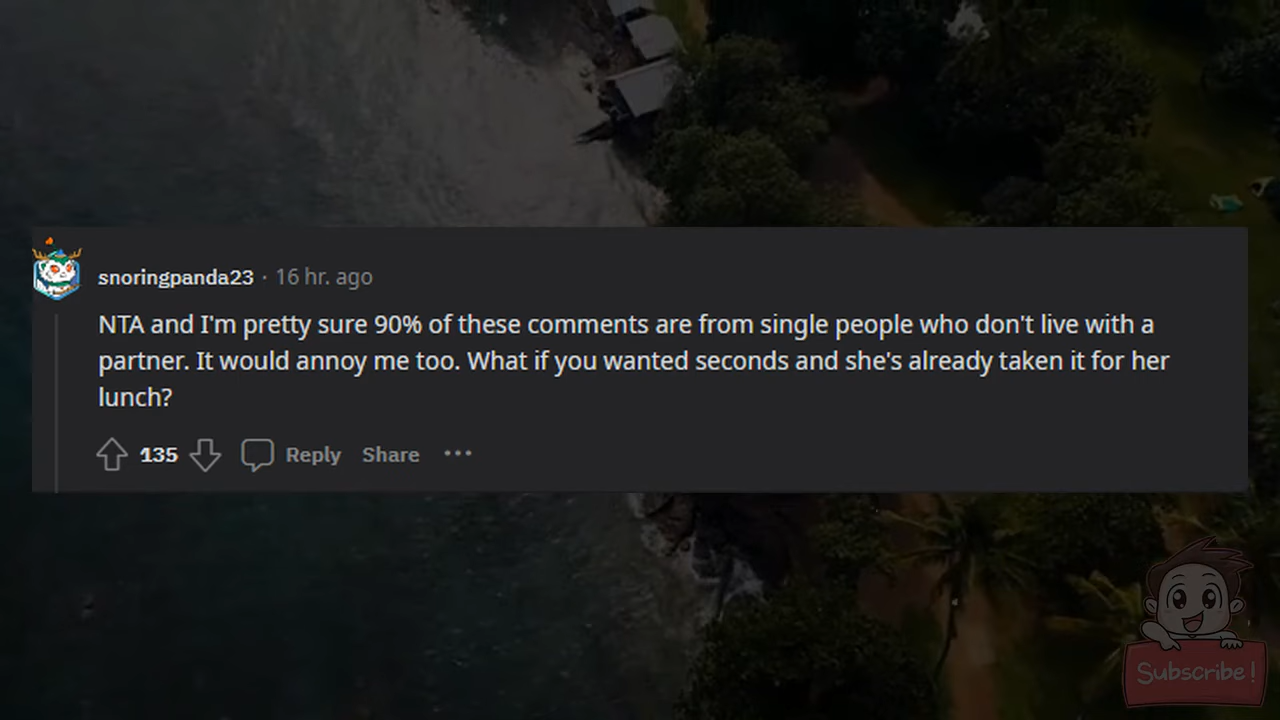 snoringpanda23 · 16 hr. ago
NTA and I'm pretty sure 90% of these comments are from single people who don't live with a
partner. It would annoy me too. What if you wanted seconds and she's already taken it for her
lunch?
135 Reply Share ···
Subscribe!